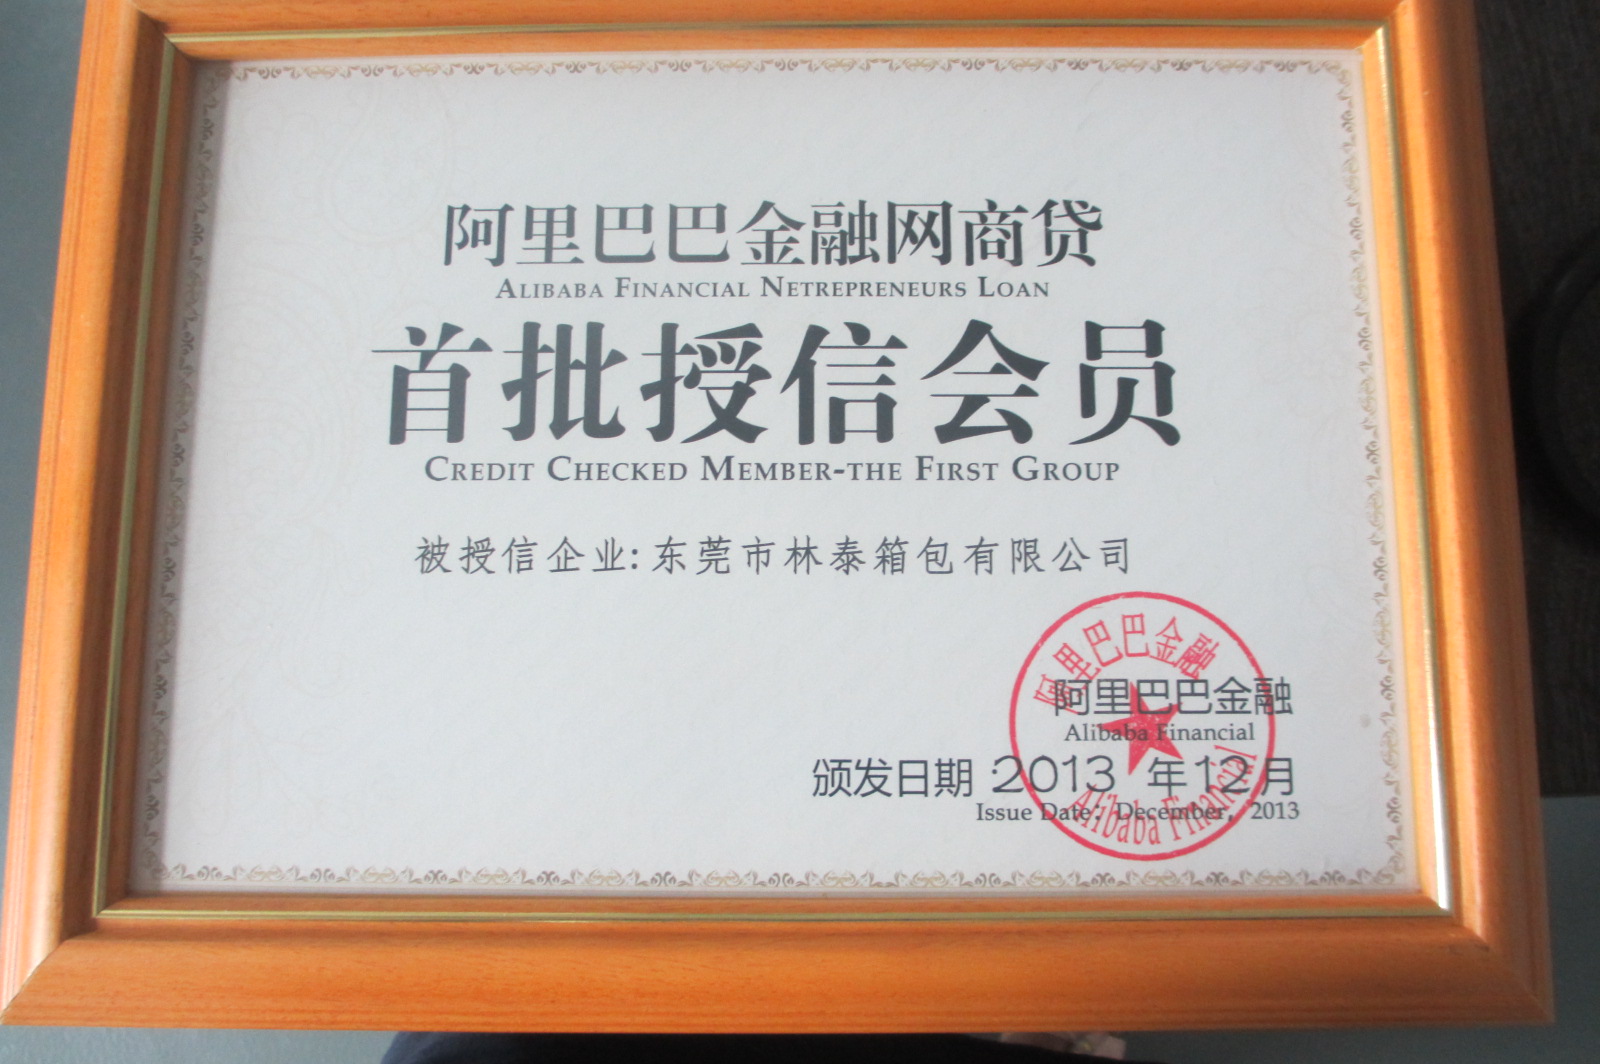 阿里巴巴金融网商贷
ALIBABA FINANCIAL NETREPRENEURS LOAN
首批授信会员
CREDIT CHECKED MEMBER-THE FIRST GROUP
被授信企业:东莞市林泰箱包有限公司
阿里巴巴金融
阿里巴巴金融
Alibaba Financial
颁发日期:2013 年12月
Issue Date: December, 2013
Alibaba Financial